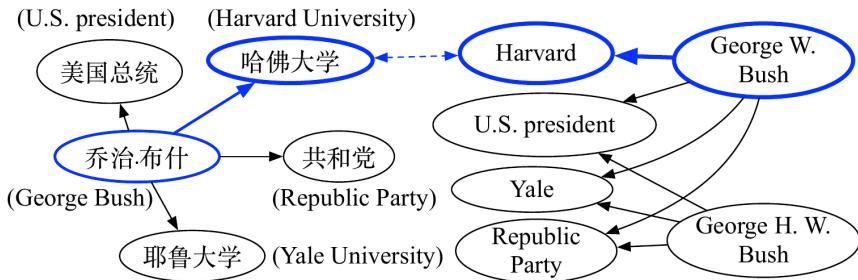 (U.S. president)
(Harvard University)
美国总统
哈佛大学
Harvard
George W.
Bush
U.S. president
乔治.布什
共和党
(George Bush)
(Republic Party)
Yale
耶鲁大学
(Yale University)
Republic
Party
George H. W.
Bush